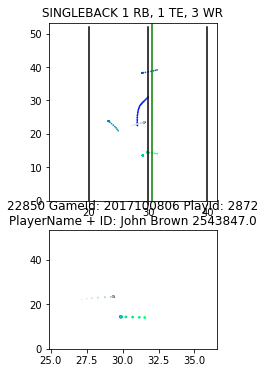 SINGLEBACK 1 RB, 1 TE, 3 WR
50
40
30
20
10
0
20 30 40
22850 GameId: 2017100806 PlayId: 2872
PlayerName + ID: John Brown 2543847.0
40
20
0
25.0 27.5 30.0 32.5 35.0